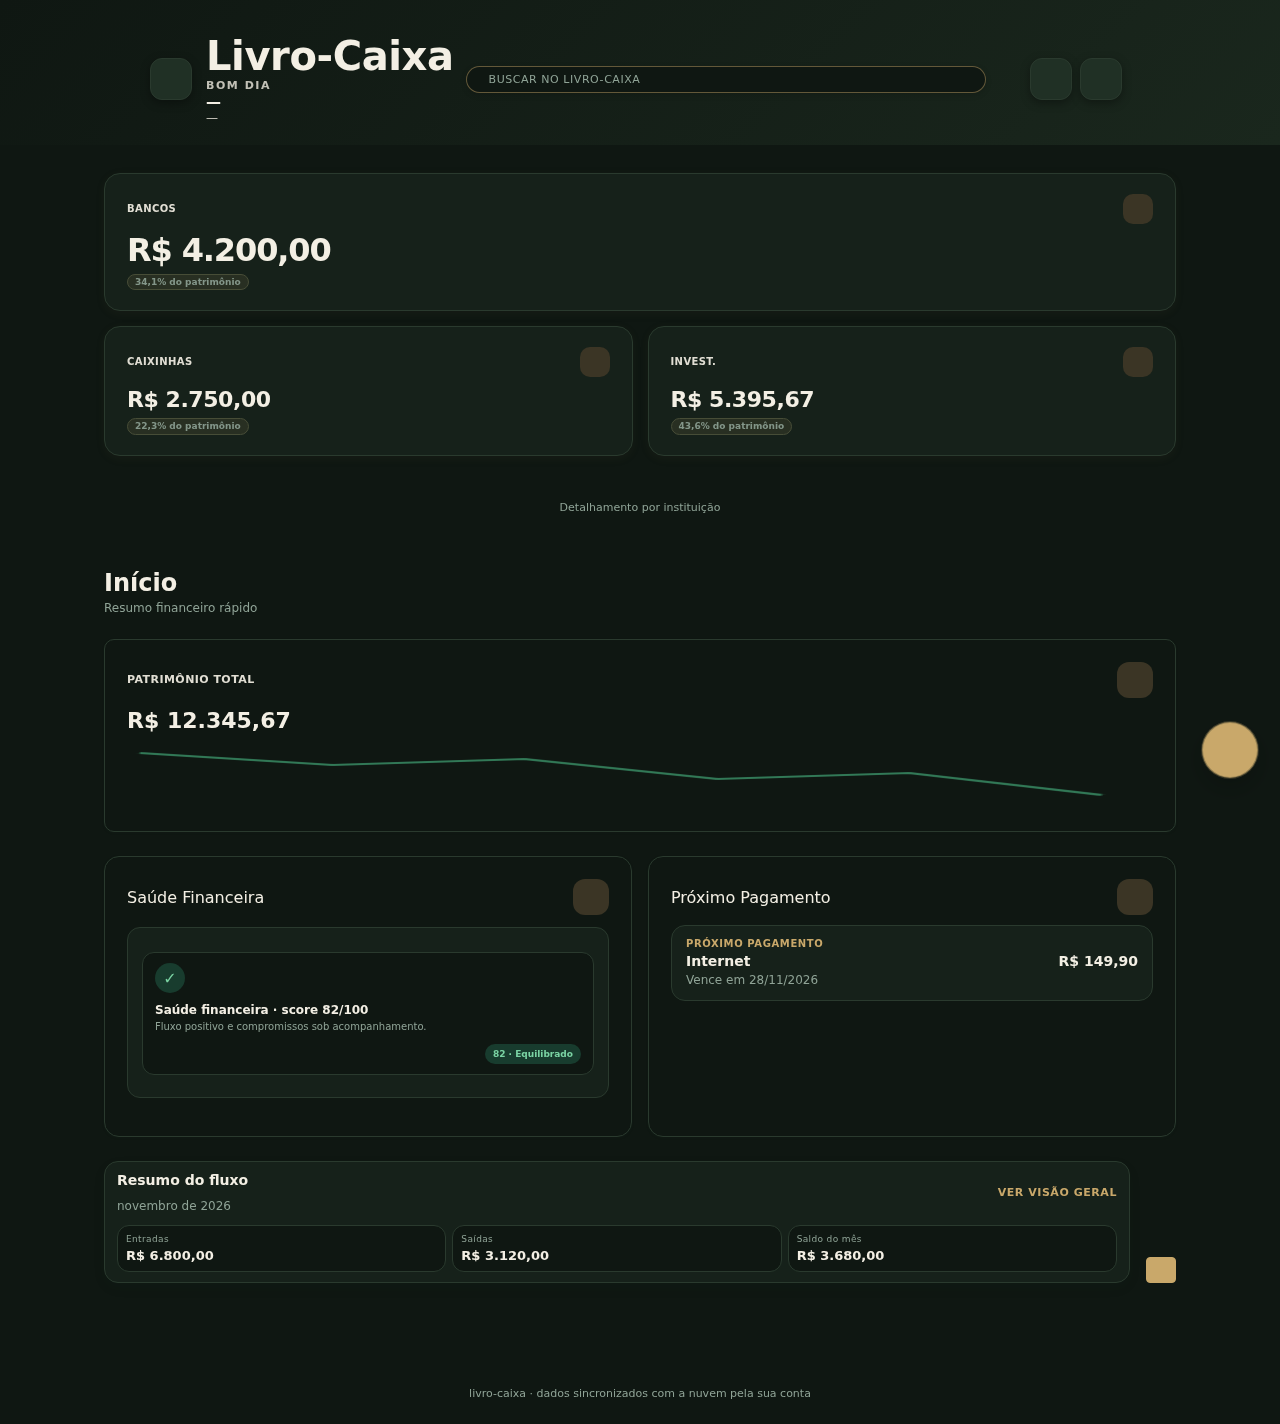 Livro-Caixa
BOM DIA
—
—
BUSCAR NO LIVRO-CAIXA
BANCOS
R$ 4.200,00
34,1% do patrimônio
CAIXINHAS
R$ 2.750,00
22,3% do patrimônio
INVEST.
R$ 5.395,67
43,6% do patrimônio
Detalhamento por instituição
Início
Resumo financeiro rápido
PATRIMÔNIO TOTAL
R$ 12.345,67
Saúde Financeira
✓
Saúde financeira · score 82/100
Fluxo positivo e compromissos sob acompanhamento.
82 · Equilibrado
Próximo Pagamento
PRÓXIMO PAGAMENTO
Internet
R$ 149,90
Vence em 28/11/2026
Resumo do fluxo
novembro de 2026
VER VISÃO GERAL
Entradas
R$ 6.800,00
Saídas
R$ 3.120,00
Saldo do mês
R$ 3.680,00
livro-caixa · dados sincronizados com a nuvem pela sua conta